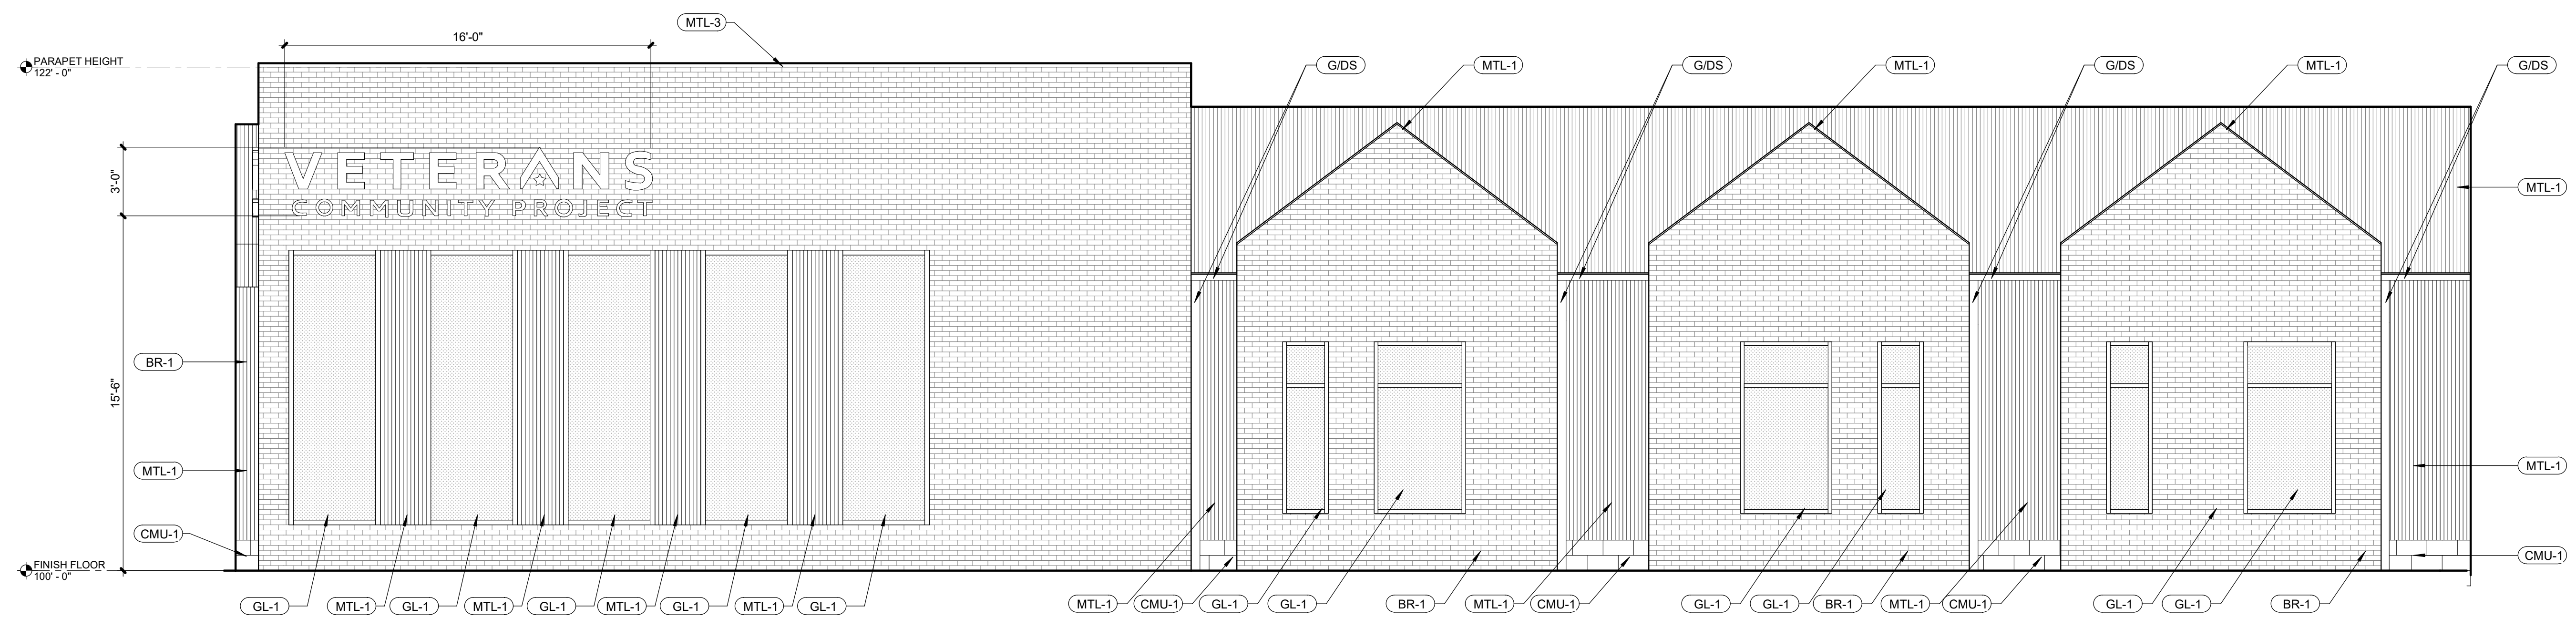 MTL-3
16'-0"
PARAPET HEIGHT
122' - 0"
G/DS
MTL-1
G/DS
MTL-1
G/DS
MTL-1
G/DS
3'-0"
VETERANS
COMMUNITY PROJECT
MTL-1
BR-1
15'-6"
MTL-1
MTL-1
CMU-1
CMU-1
FINISH FLOOR
100' - 0"
GL-1
MTL-1
GL-1
MTL-1
GL-1
MTL-1
GL-1
MTL-1
GL-1
MTL-1
CMU-1
GL-1
GL-1
BR-1
MTL-1
CMU-1
GL-1
GL-1
BR-1
MTL-1
CMU-1
GL-1
GL-1
BR-1